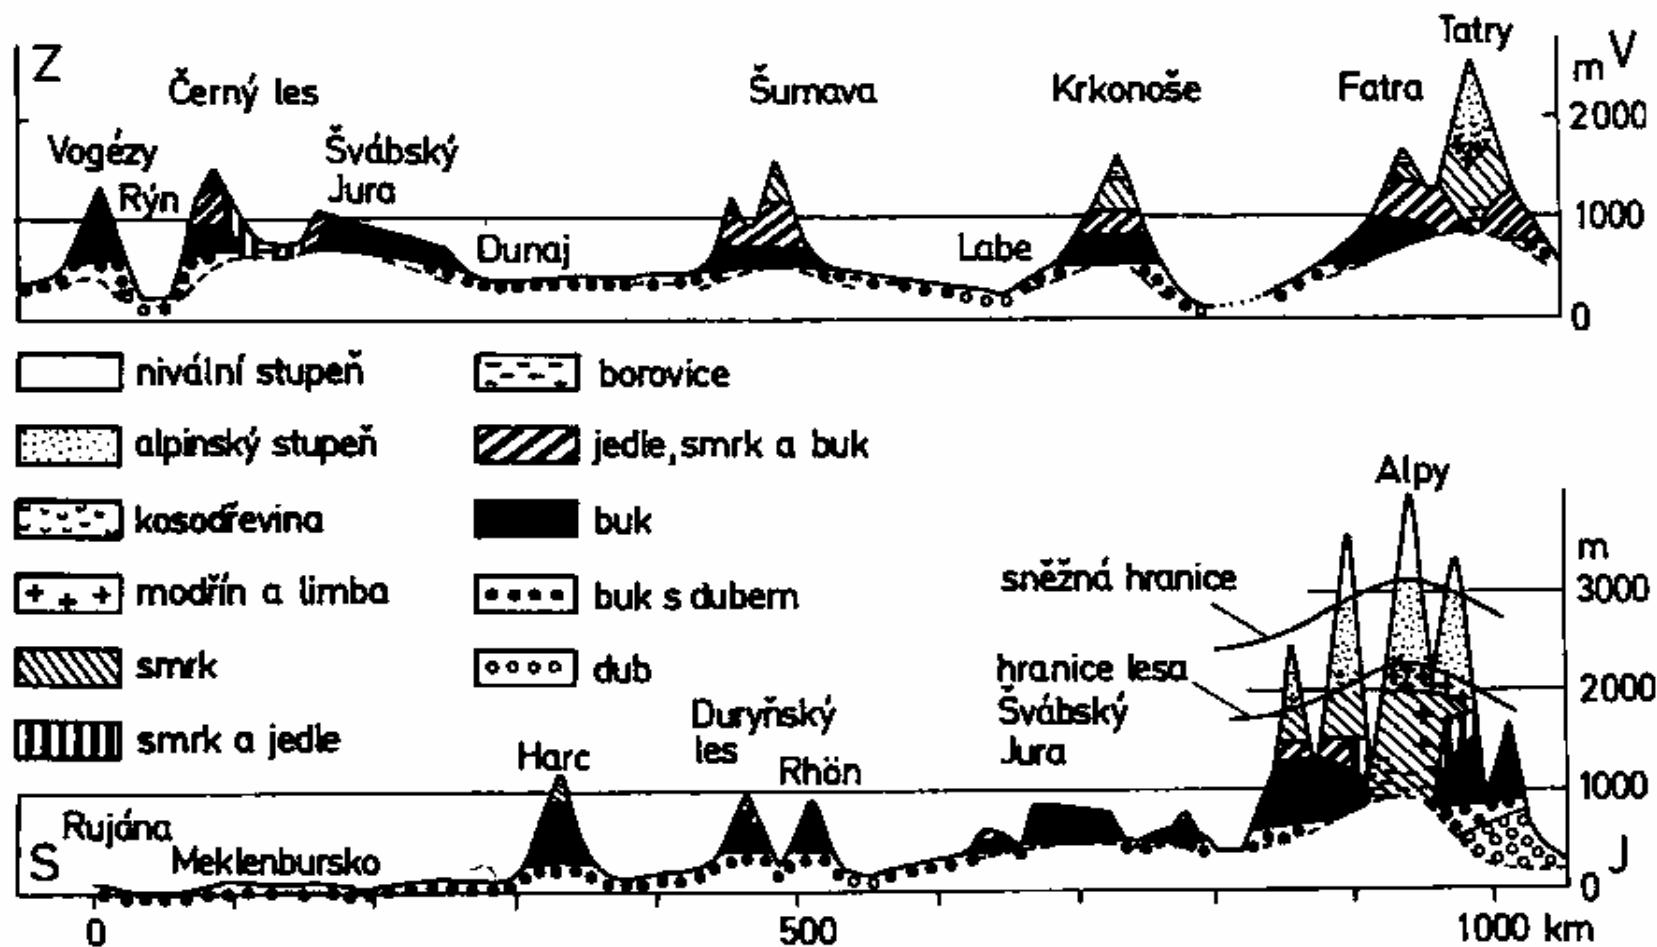 Tatry
Z
Černý les
Šumava
Krkonoše
Fatra
m V
2000
Vogézy
Rýn
Švábský
Jura
Dunaj
Labe
1000
0
nivální stupeň
alpinský stupeň
kosodřevina
modřín a limba
smrk
smrk a jedle
borovice
jedle, smrk a buk
buk
buk s dubem
dub
Alpy
m
sněžná hranice
3000
hranice lesa
2000
Švábský
Jura
Duryňský
les
Harc
Rhön
1000
Rujána
S
Meklenbursko
J
0
0
500
1000 km